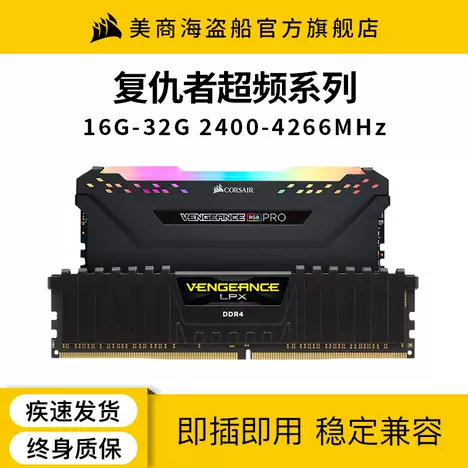 美商海盗船官方旗舰店
复仇者超频系列
16G-32G 2400-4266MHz
CORSAIR
VENGEANCE RGB PRO
VENGEANCE
LPX
DDR4
疾速发货
终身质保
即插即用 稳定兼容